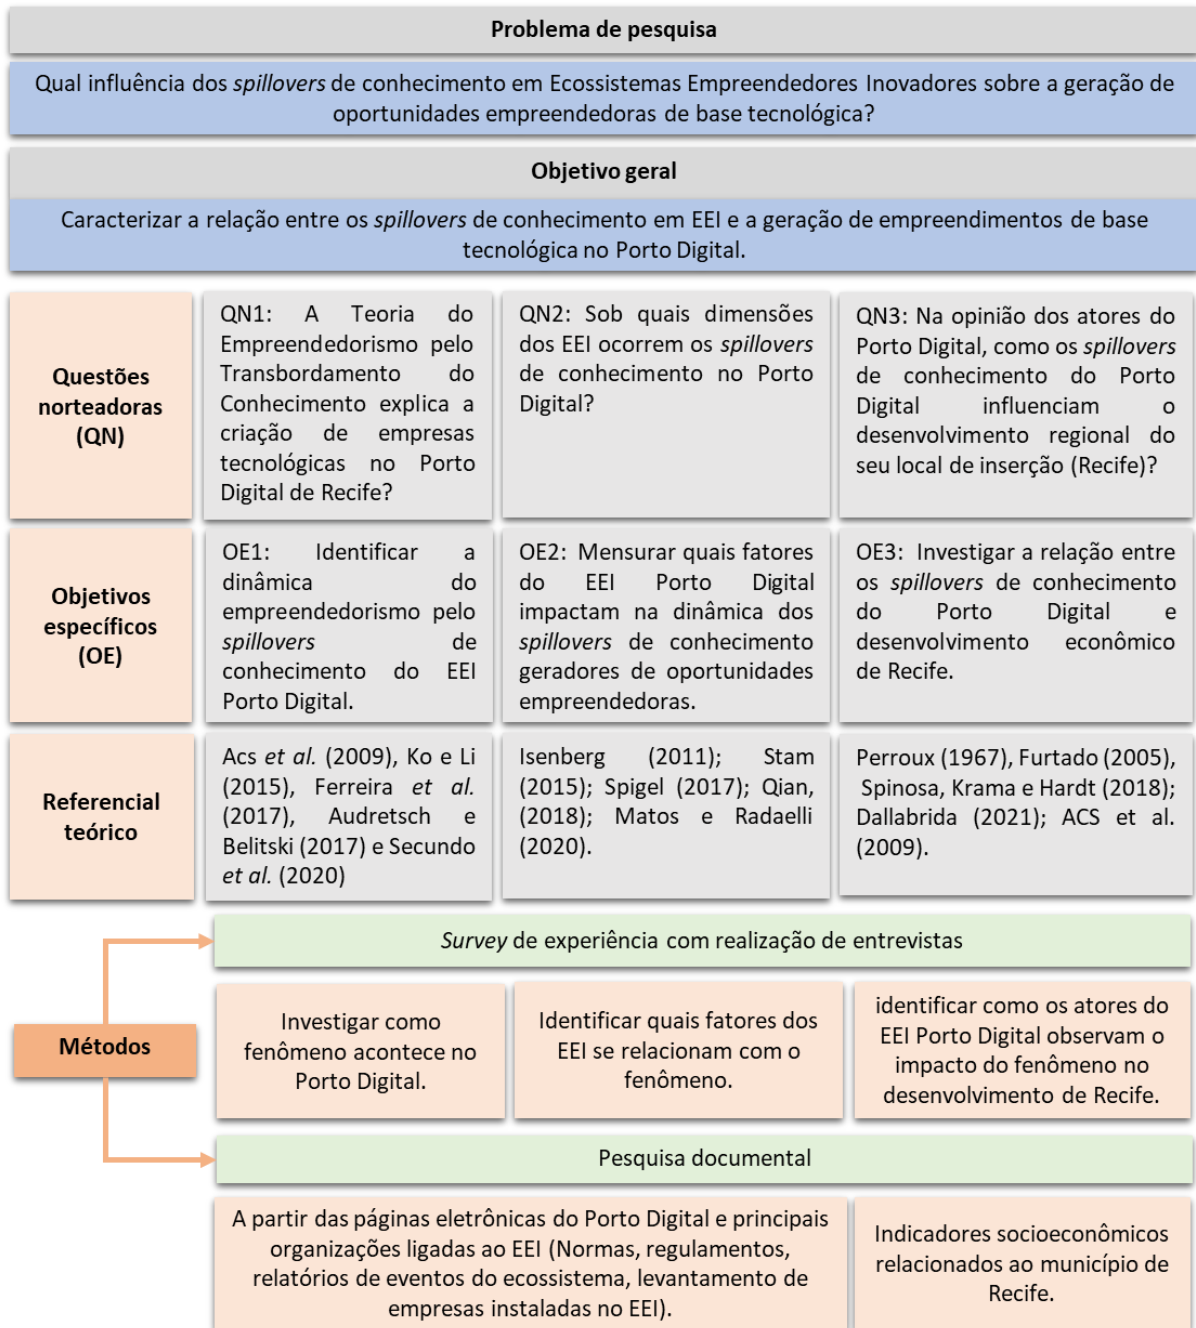 Problema de pesquisa
Qual influência dos spillovers de conhecimento em Ecossistemas Empreendedores Inovadores sobre a geração de
oportunidades empreendedoras de base tecnológica?
Objetivo geral
Caracterizar a relação entre os spillovers de conhecimento em EEI e a geração de empreendimentos de base
tecnológica no Porto Digital.
Questões
norteadoras
(QN)
QN1: A Teoria do
Empreendedorismo pelo
Transbordamento do
Conhecimento explica a
criação de empresas
tecnológicas no Porto
Digital de Recife?
QN2: Sob quais dimensões
dos EEI ocorrem os spillovers
de conhecimento no Porto
Digital?
QN3: Na opinião dos atores do
Porto Digital, como os spillovers
de conhecimento do Porto
Digital influenciam o
desenvolvimento regional do
seu local de inserção (Recife)?
Objetivos
específicos
(OE)
OE1: Identificar a
dinâmica do
empreendedorismo pelo
spillovers de
conhecimento do EEI
Porto Digital.
OE2: Mensurar quais fatores
do EEI Porto Digital
impactam na dinâmica dos
spillovers de conhecimento
geradores de oportunidades
empreendedoras.
OE3: Investigar a relação entre
os spillovers de conhecimento
do Porto Digital e
desenvolvimento econômico
de Recife.
Referencial
teórico
Acs et al. (2009), Ko e Li
(2015), Ferreira et al.
(2017), Audretsch e
Belitski (2017) e Secundo
et al. (2020)
Isenberg (2011); Stam
(2015); Spigel (2017); Qian,
(2018); Matos e Radaelli
(2020).
Perroux (1967), Furtado (2005),
Spinosa, Krama e Hardt (2018);
Dallabrida (2021); ACS et al.
(2009).
Métodos
Survey de experiência com realização de entrevistas
Investigar como
fenômeno acontece no
Porto Digital.
Identificar quais fatores dos
EEI se relacionam com o
fenômeno.
identificar como os atores do
EEI Porto Digital observam o
impacto do fenômeno no
desenvolvimento de Recife.
Pesquisa documental
A partir das páginas eletrônicas do Porto Digital e principais
organizações ligadas ao EEI (Normas, regulamentos,
relatórios de eventos do ecossistema, levantamento de
empresas instaladas no EEI).
Indicadores socioeconômicos
relacionados ao município de
Recife.